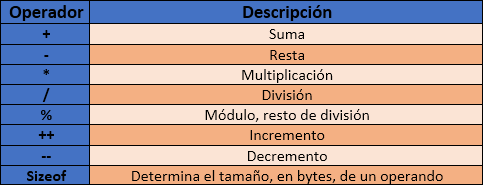 Operador Descripción
+ Suma
- Resta
* Multiplicación
/ División
% Módulo, resto de división
++ Incremento
-- Decremento
Sizeof Determina el tamaño, en bytes, de un operando